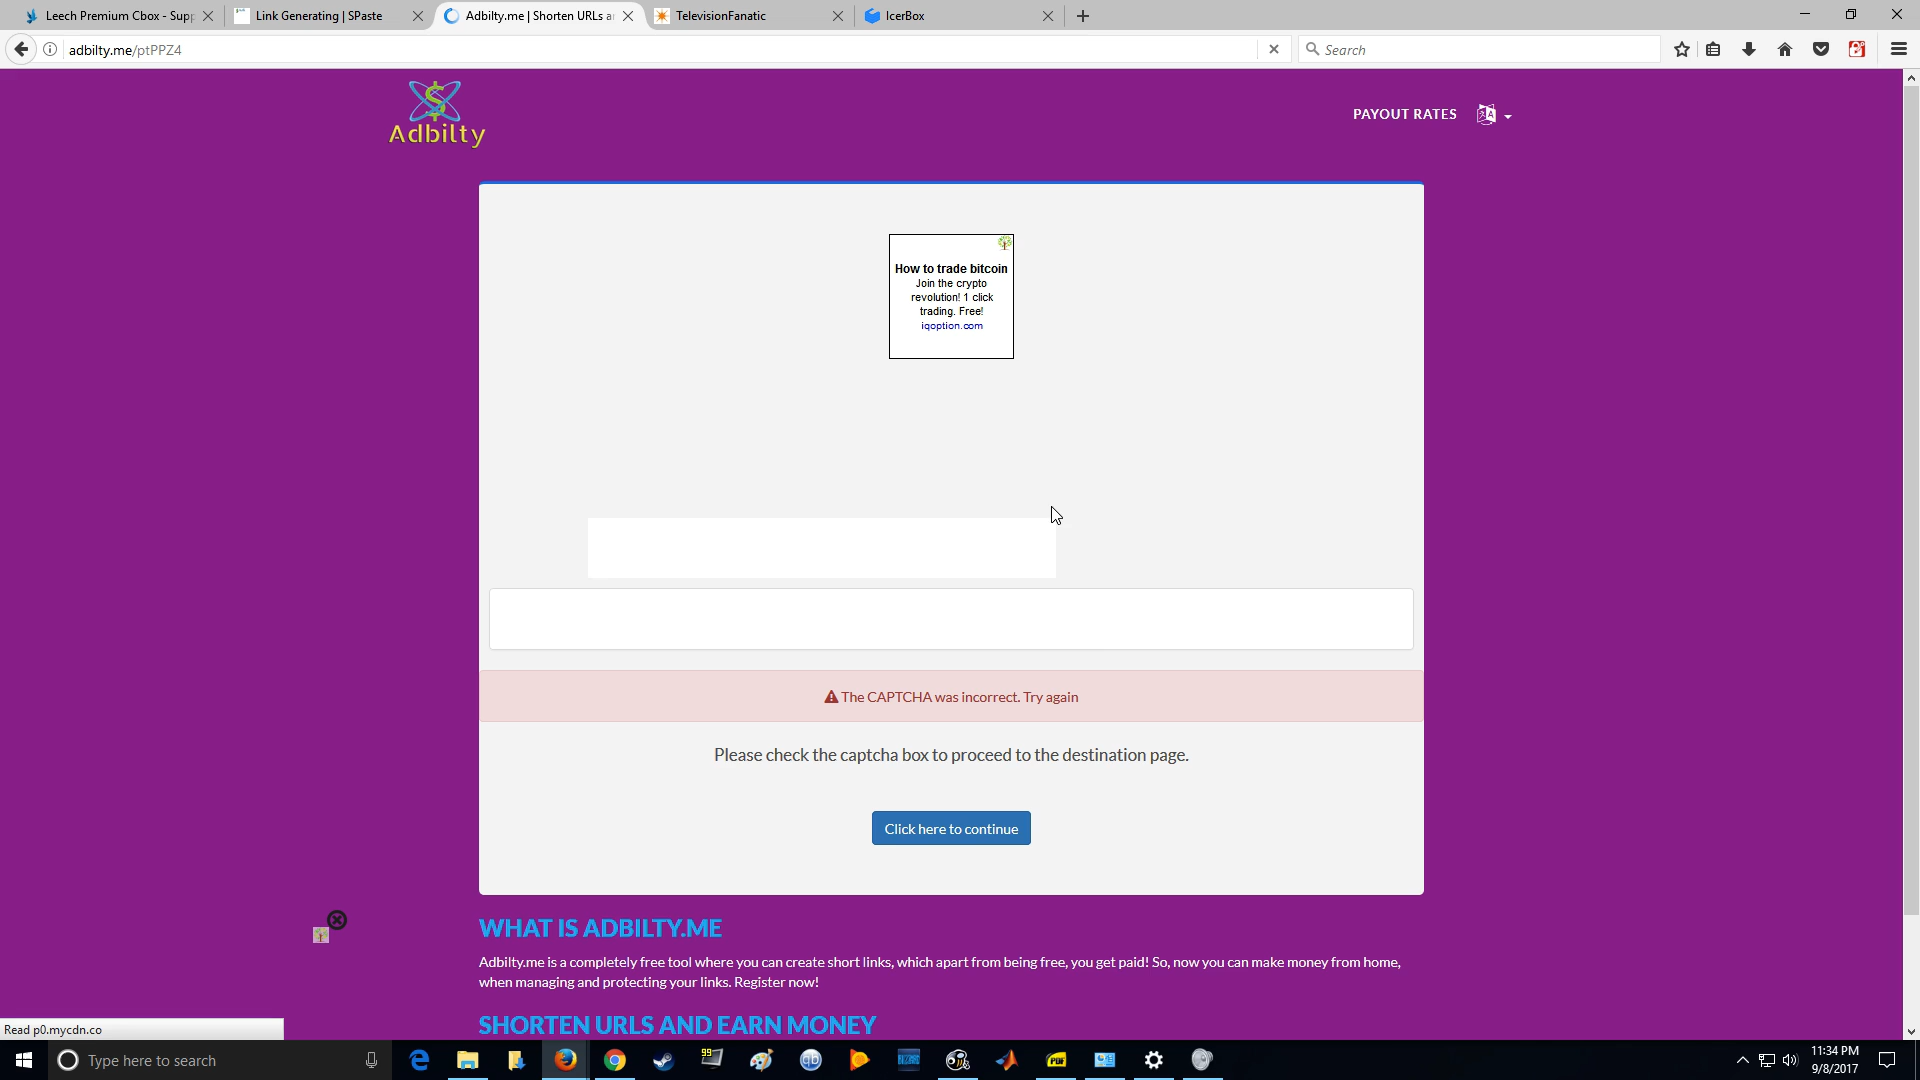 Leech Premium Cbox - Supp
Link Generating | SPaste
Adbilty.me | Shorten URLs a
TelevisionFanatic
IcerBox
adbilty.me/ptPPZ4
Search
Adbilty
PAYOUT RATES
How to trade bitcoin
Join the crypto
revolution! 1 click
trading. Free!
iqoption.com
The CAPTCHA was incorrect. Try again
Please check the captcha box to proceed to the destination page.
Click here to continue
WHAT IS ADBILTY.ME
Adbilty.me is a completely free tool where you can create short links, which apart from being free, you get paid! So, now you can make money from home,
when managing and protecting your links. Register now!
SHORTEN URLS AND EARN MONEY
Read p0.mycdn.co
Type here to search
99
PDF
11:34 PM
9/8/2017